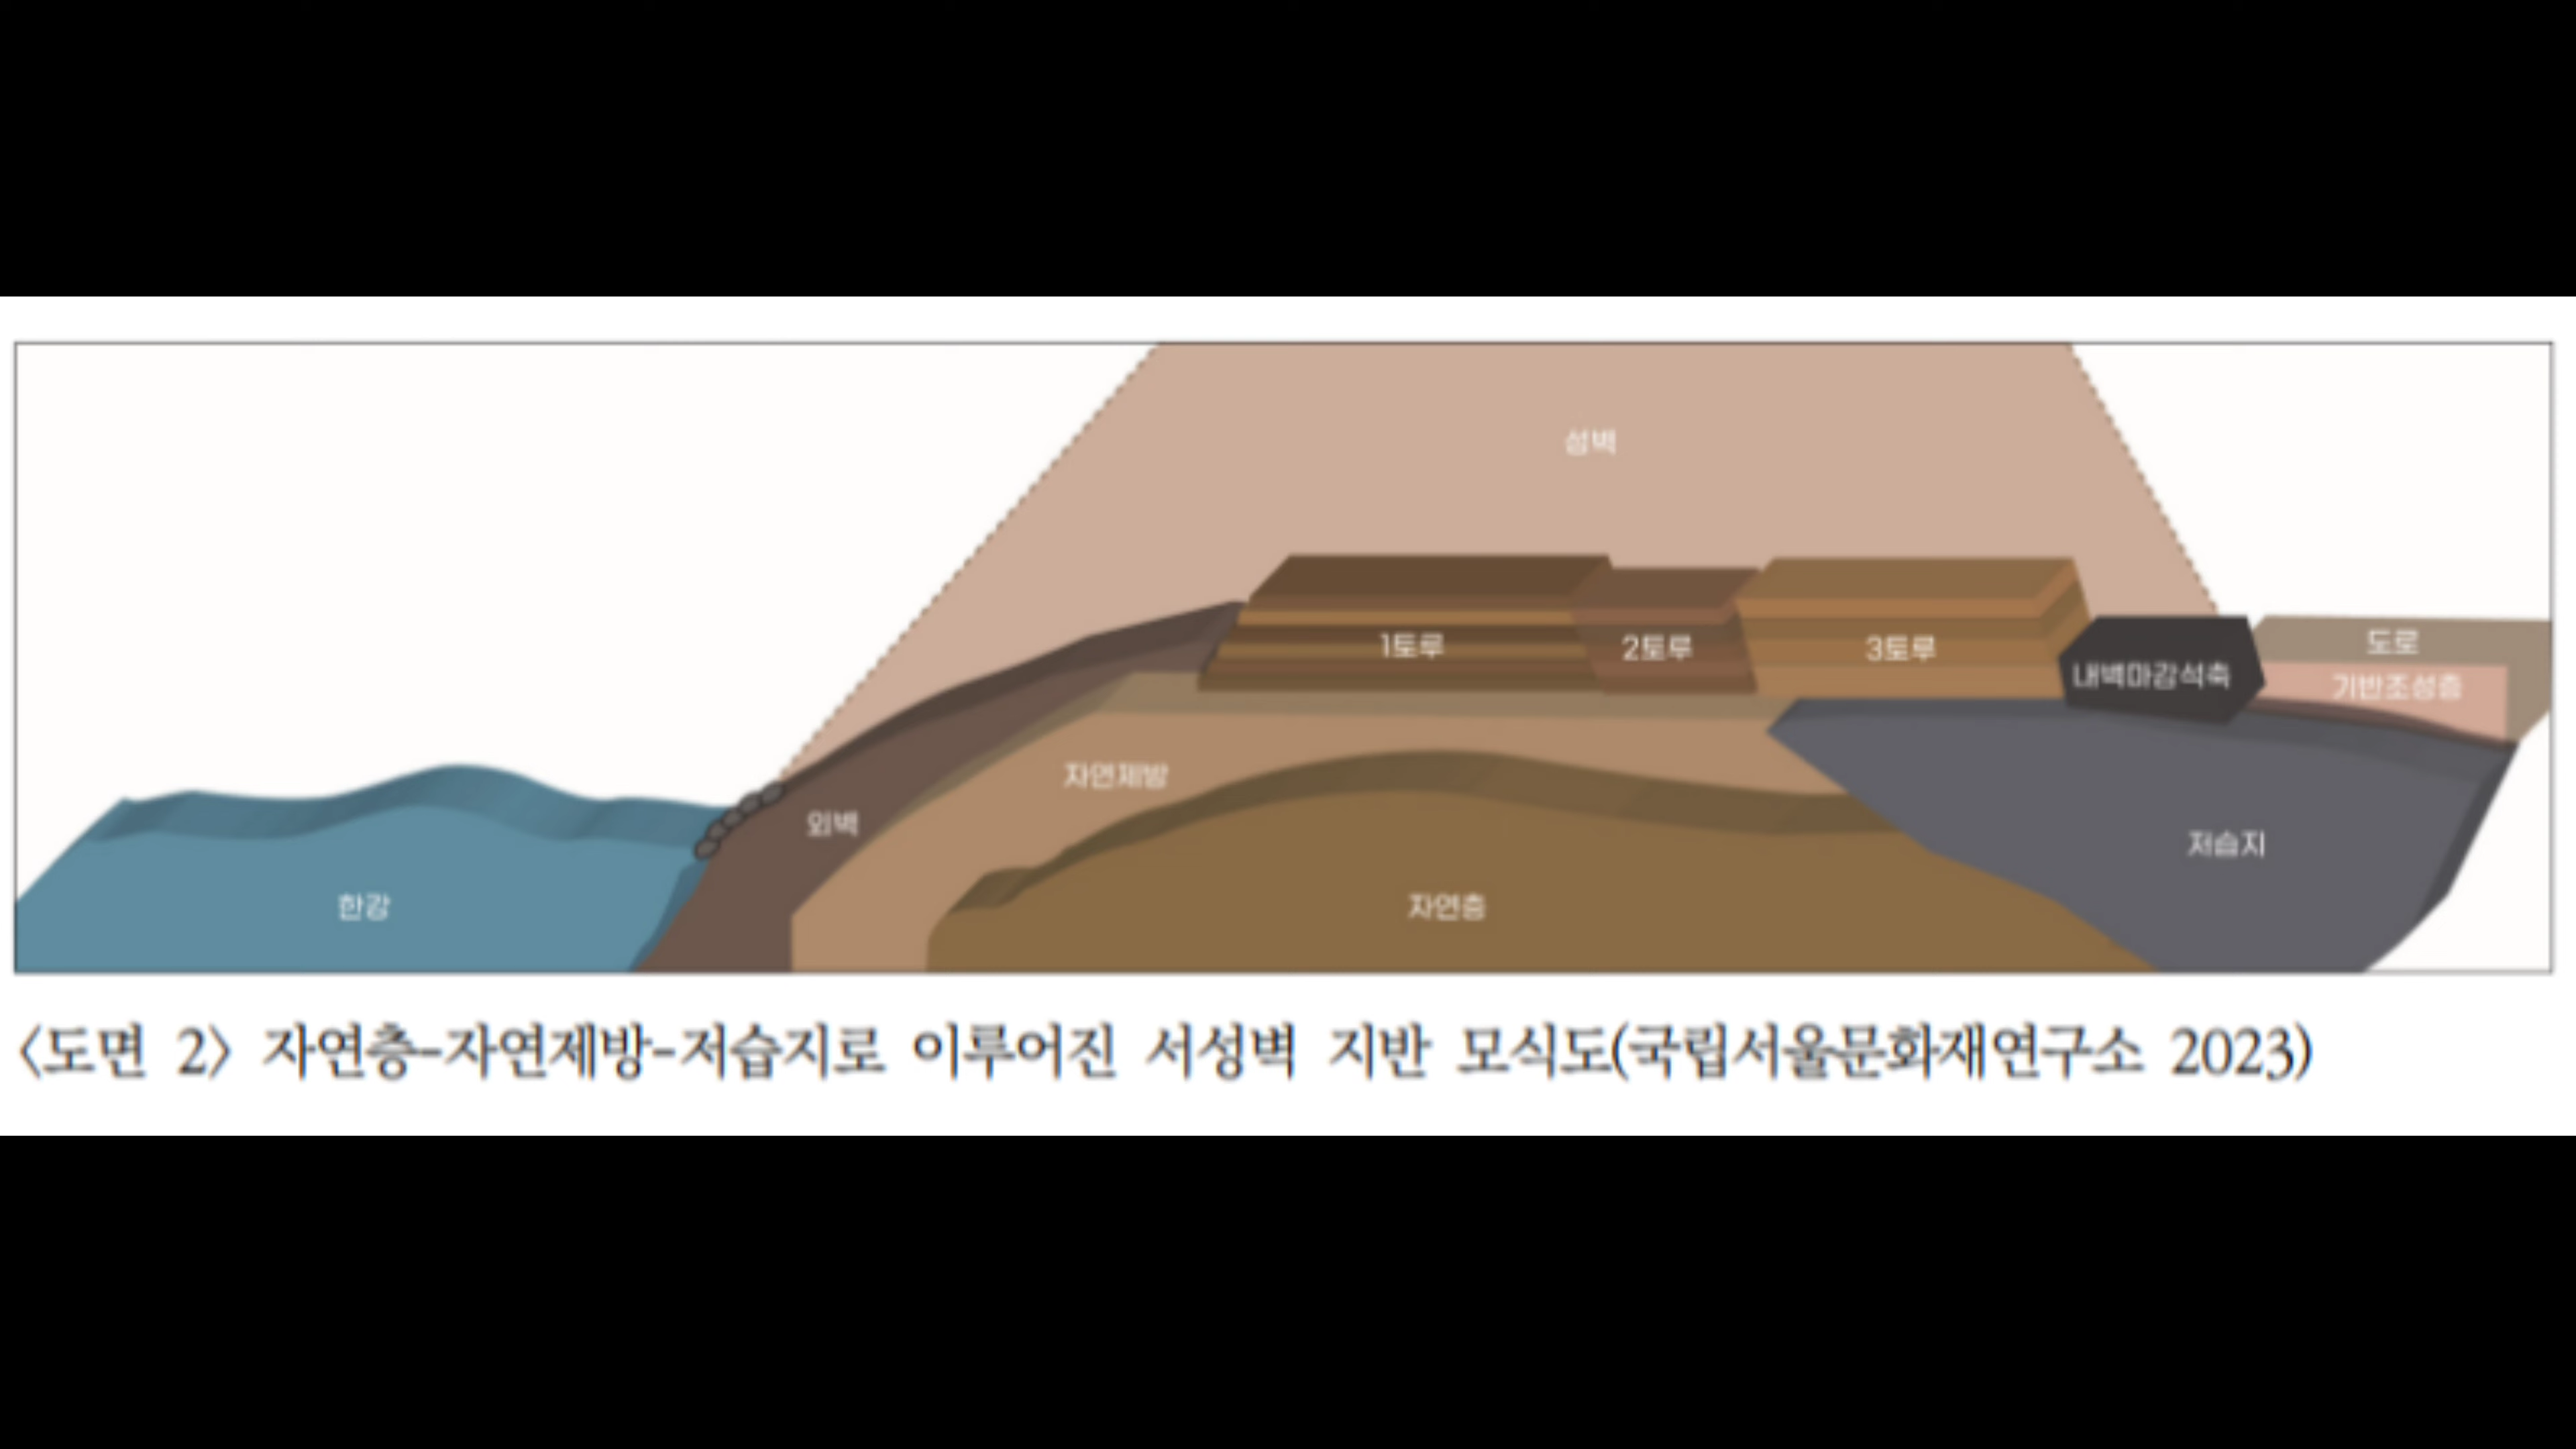 성벽
1토루
2토루
3토루
도로
내벽마감석축
기반조성층
자연제방
외벽
저습지
한강
자연층
〈도면 2〉 자연층-자연제방-저습지로 이루어진 서성벽 지반 모식도(국립서울문화재연구소 2023)